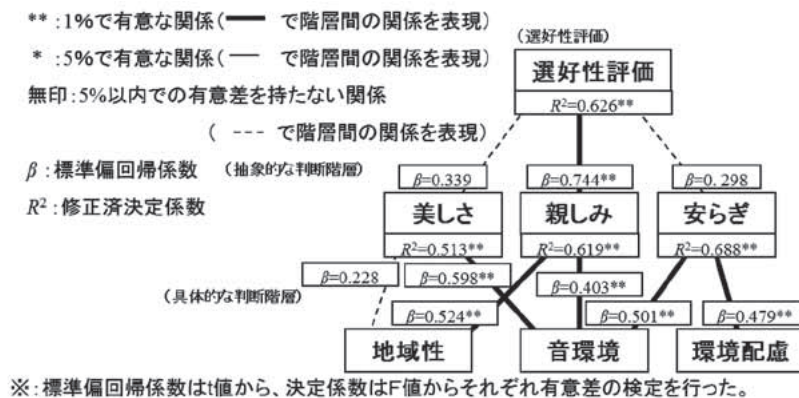 ** :1%で有意な関係( で階層間の関係を表現)
(選好性評価)
* :5%で有意な関係( で階層間の関係を表現)
選好性評価
無印:5%以内での有意差を持たない関係
R²=0.626**
( --- で階層間の関係を表現)
β:標準偏回帰係数
(抽象的な判断階層)
β=0.339
β=0.744**
β=0.298
R²:修正済決定係数
美しさ
親しみ
安らぎ
R²=0.513**
R²=0.619**
R²=0.688**
β=0.228
β=0.598**
(具体的な判断階層)
β=0.403**
β=0.524**
β=0.501**
β=0.479**
地域性
音環境
環境配慮
※:標準偏回帰係数はt値から、決定係数はF値からそれぞれ有意差の検定を行った。